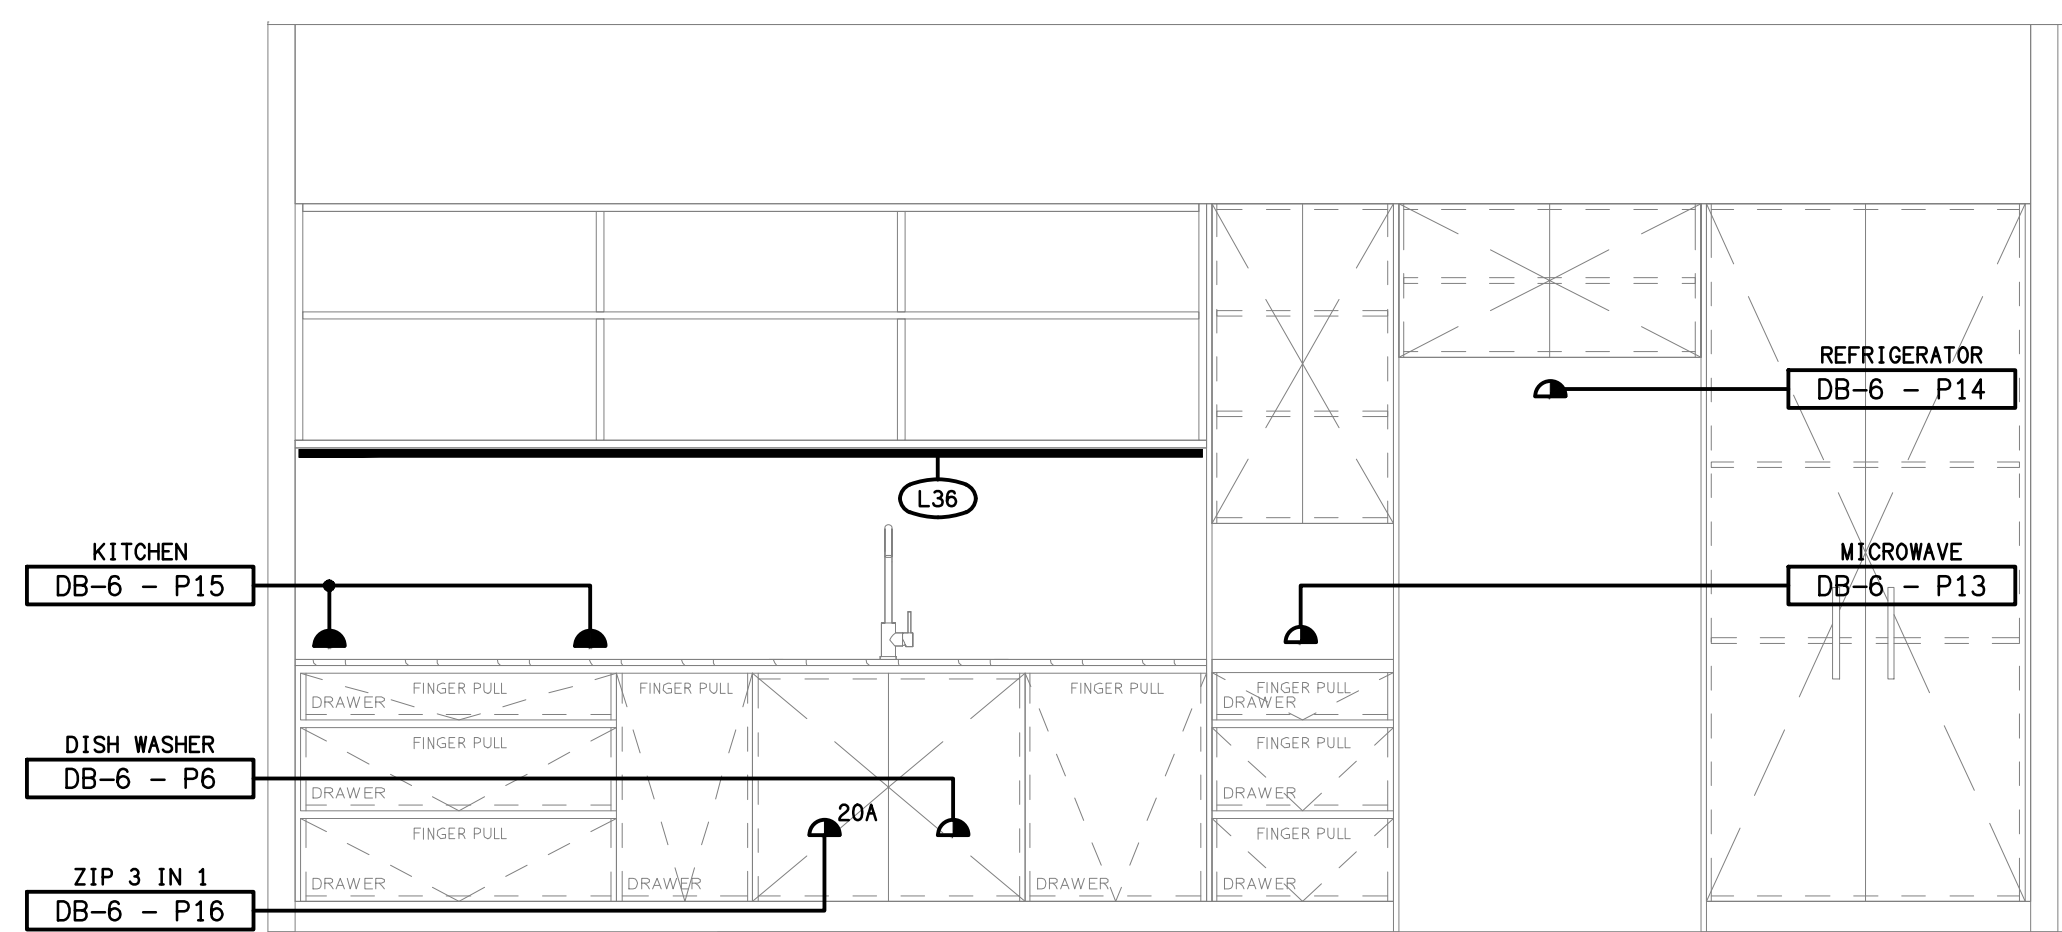 REFRIGERATOR
DB-6 - P14
L36
KITCHEN
DB-6 - P15
MICROWAVE
DB-6 - P13
FINGER PULL
FINGER PULL
FINGER PULL
FINGER PULL
DRAWER
DRAWER
FINGER PULL
FINGER PULL
DISH WASHER
DB-6 - P6
DRAWER
DRAWER
20A
FINGER PULL
FINGER PULL
ZIP 3 IN 1
DB-6 - P16
DRAWER
DRAWER
DRAWER
DRAWER